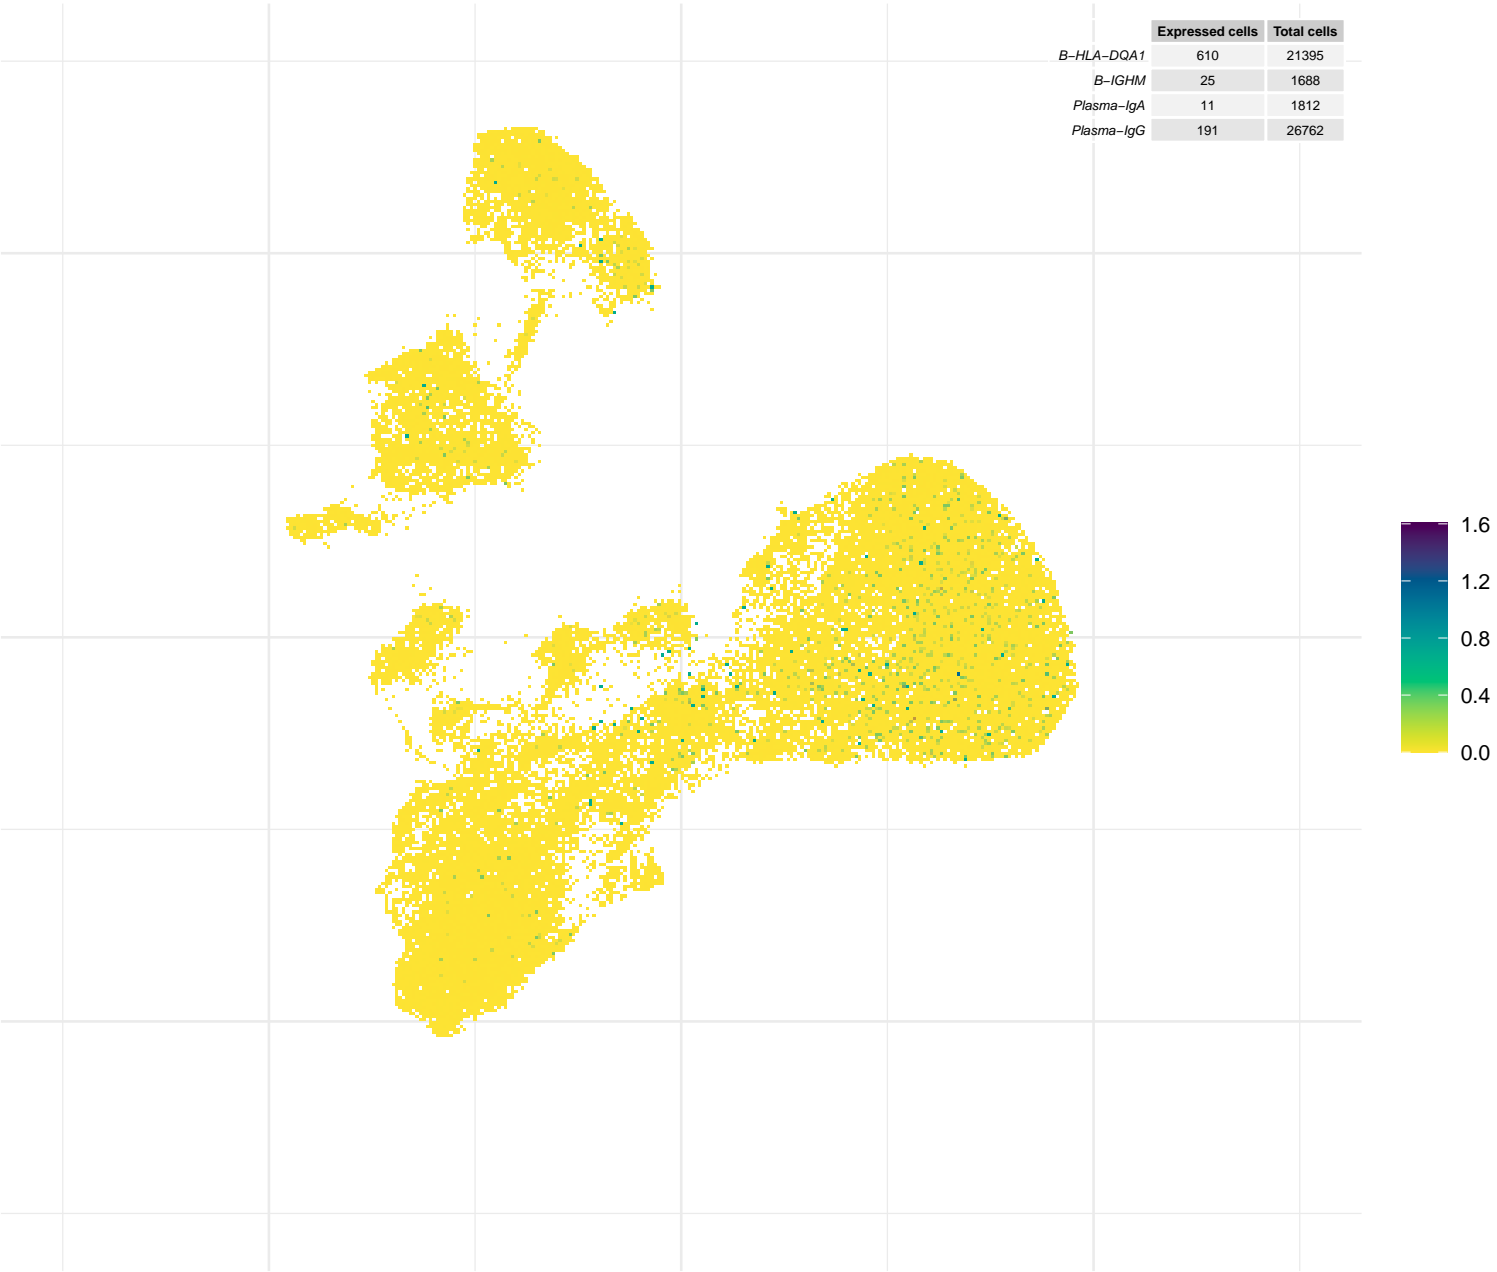 Expressed cells Total cells
B−HLA−DQA1 610 21395
B−IGHM 25 1688
Plasma−IgA 11 1812
Plasma−IgG 191 26762
1.6
1.2
0.8
0.4
0.0